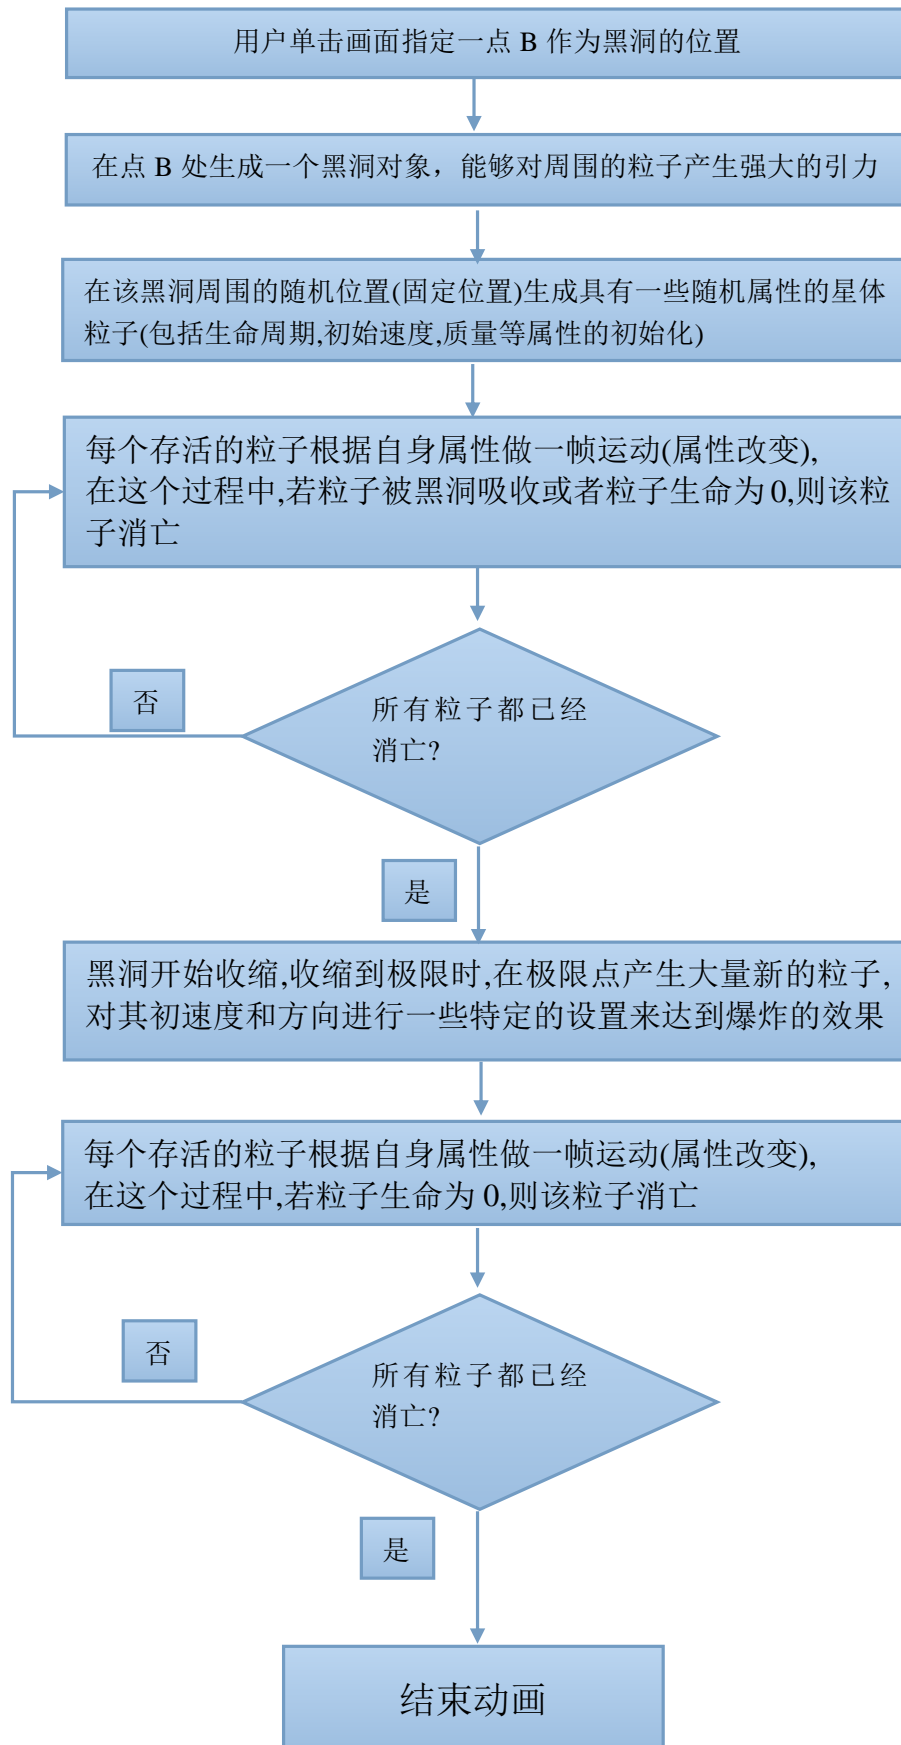 用户单击画面指定一点 B 作为黑洞的位置
在点 B 处生成一个黑洞对象，能够对周围的粒子产生强大的引力
在该黑洞周围的随机位置(固定位置)生成具有一些随机属性的星体
粒子(包括生命周期,初始速度,质量等属性的初始化)
每个存活的粒子根据自身属性做一帧运动(属性改变),
在这个过程中,若粒子被黑洞吸收或者粒子生命为 0,则该粒
子消亡
否
所有粒子都已经
消亡?
是
黑洞开始收缩,收缩到极限时,在极限点产生大量新的粒子,
对其初速度和方向进行一些特定的设置来达到爆炸的效果
每个存活的粒子根据自身属性做一帧运动(属性改变),
在这个过程中,若粒子生命为 0,则该粒子消亡
否
所有粒子都已经
消亡?
是
结束动画